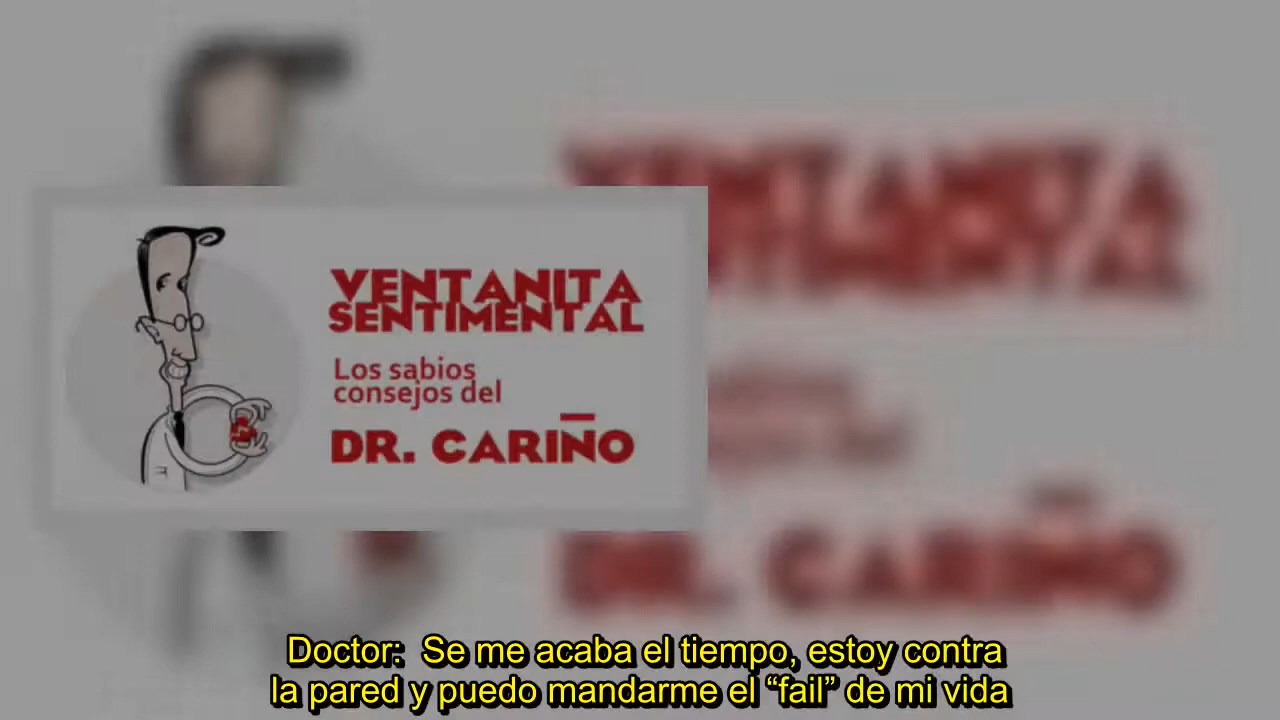 VENTANITA
SENTIMENTAL
Los sabios
consejos del
DR. CARIÑO
Doctor:  Se me acaba el tiempo, estoy contra
la pared y puedo mandarme el “fail” de mi vida